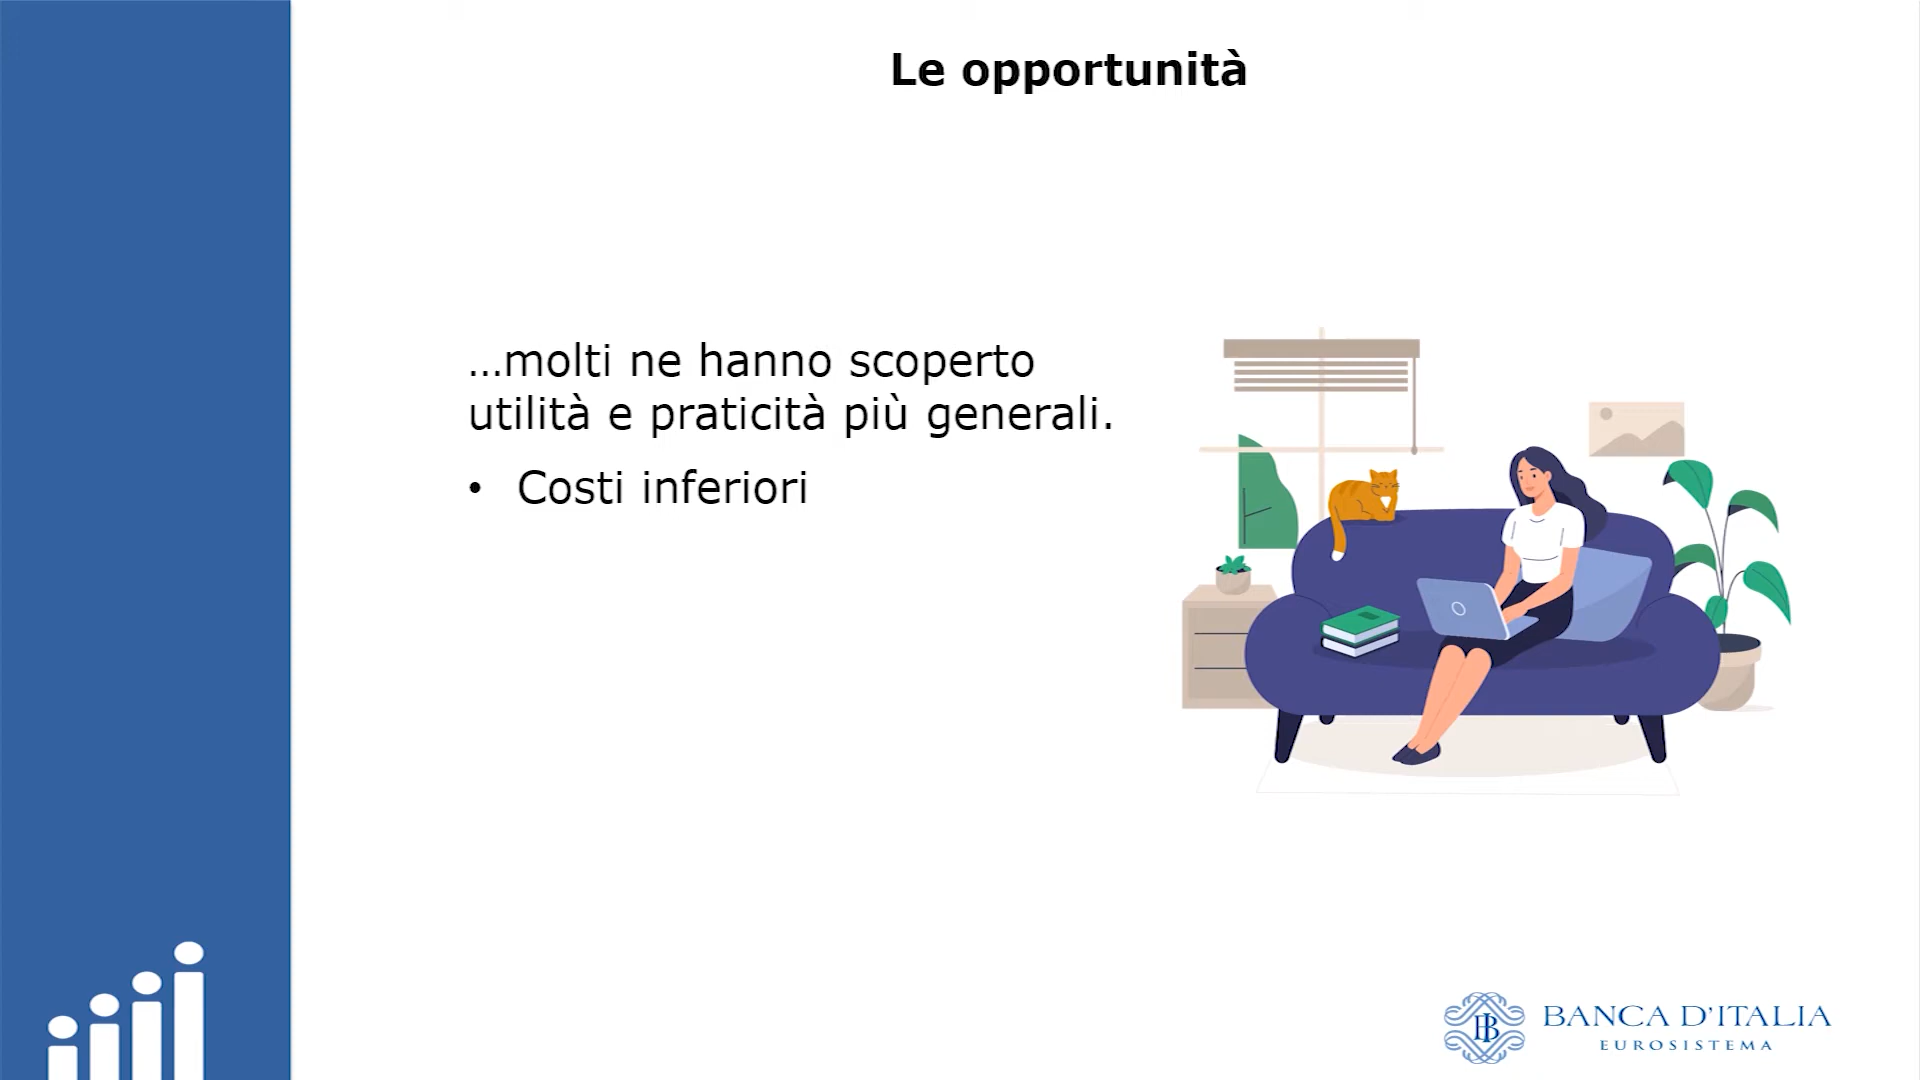 Le opportunità
…molti ne hanno scoperto
utilità e praticità più generali.
• Costi inferiori
BANCA D'ITALIA
EUROSISTEMA